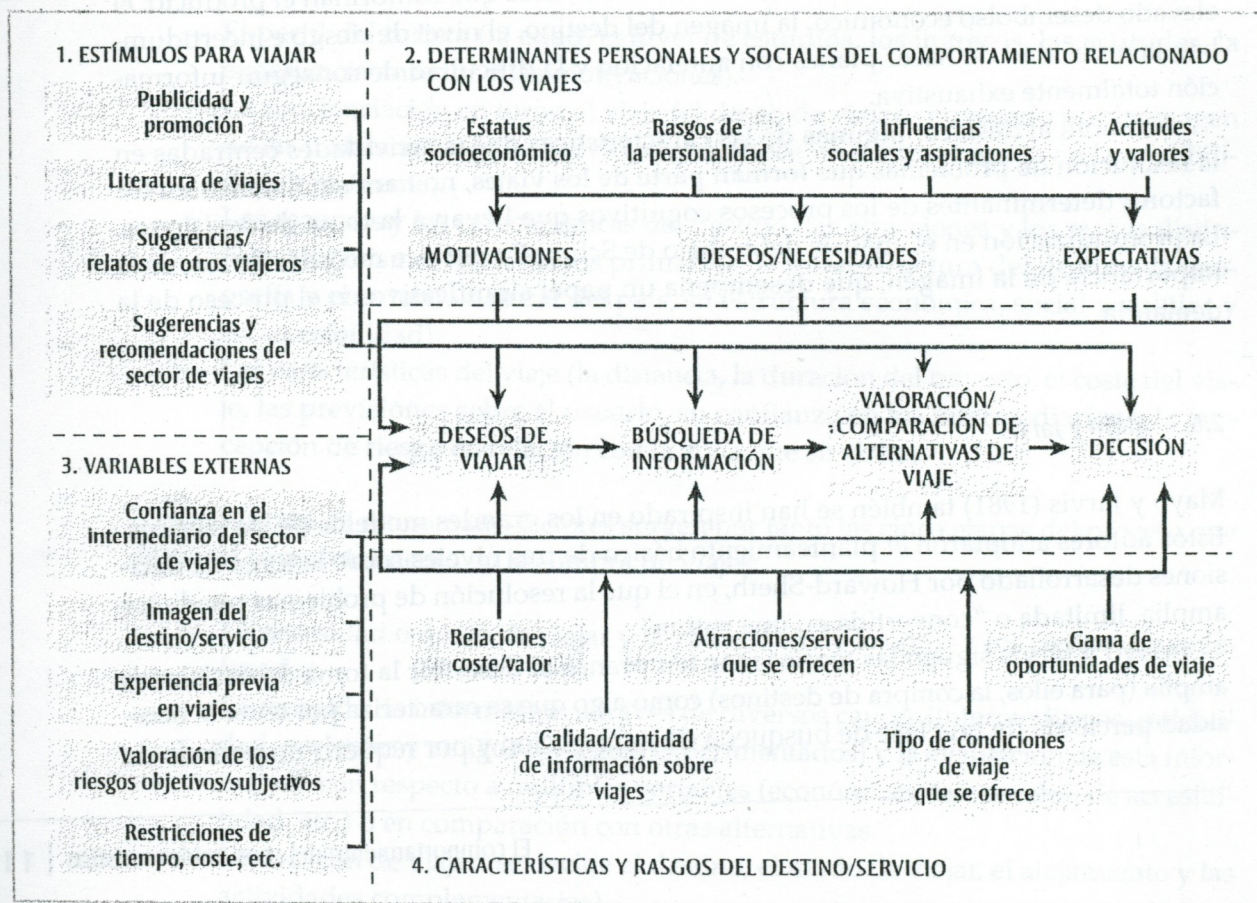 1. ESTÍMULOS PARA VIAJAR
Publicidad y
promoción
Literatura de viajes
Sugerencias/
relatos de otros viajeros
Sugerencias y
recomendaciones del
sector de viajes
2. DETERMINANTES PERSONALES Y SOCIALES DEL COMPORTAMIENTO RELACIONADO
CON LOS VIAJES
Estatus
socioeconómico
Rasgos de
la personalidad
Influencias
sociales y aspiraciones
Actitudes
y valores
MOTIVACIONES
DESEOS/NECESIDADES
EXPECTATIVAS
DESEOS DE
VIAJAR
BÚSQUEDA DE
INFORMACIÓN
VALORACIÓN/
COMPARACIÓN DE
ALTERNATIVAS DE
VIAJE
DECISIÓN
3. VARIABLES EXTERNAS
Confianza en el
intermediario del sector
de viajes
Imagen del
destino/servicio
Experiencia previa
en viajes
Valoración de los
riesgos objetivos/subjetivos
Restricciones de
tiempo, coste, etc.
Relaciones
coste/valor
Atracciones/servicios
que se ofrecen
Gama de
oportunidades de viaje
Calidad/cantidad
de información sobre
viajes
Tipo de condiciones
de viaje
que se ofrece
4. CARACTERÍSTICAS Y RASGOS DEL DESTINO/SERVICIO